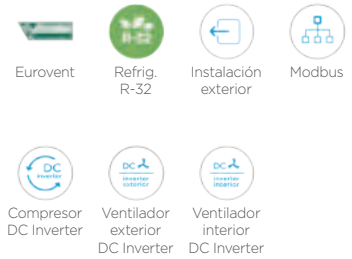 R-32
Eurovent
Refrig.
R-32
Instalación
exterior
Modbus
DC
inverter
DC
inverter
exterior
DC
inverter
interior
Compresor
DC Inverter
Ventilador
exterior
DC Inverter
Ventilador
interior
DC Inverter